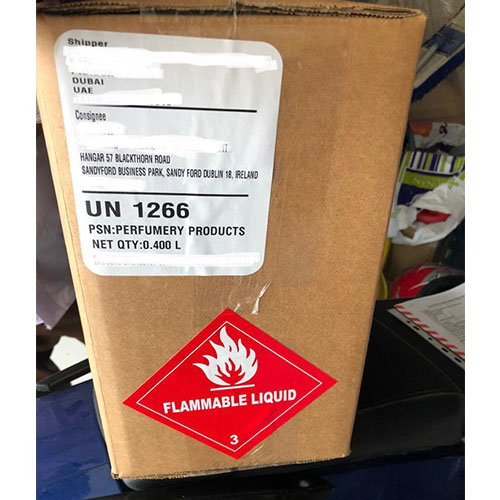 Shipper
DUBAI
UAE
Consignee
HANGAR 57 BLACKTHORN ROAD
SANDYFORD BUSINESS PARK, SANDY FORD DUBLIN 18, IRELAND
UN 1266
PSN:PERFUMERY PRODUCTS
NET QTY:0.400 L
FLAMMABLE LIQUID
3